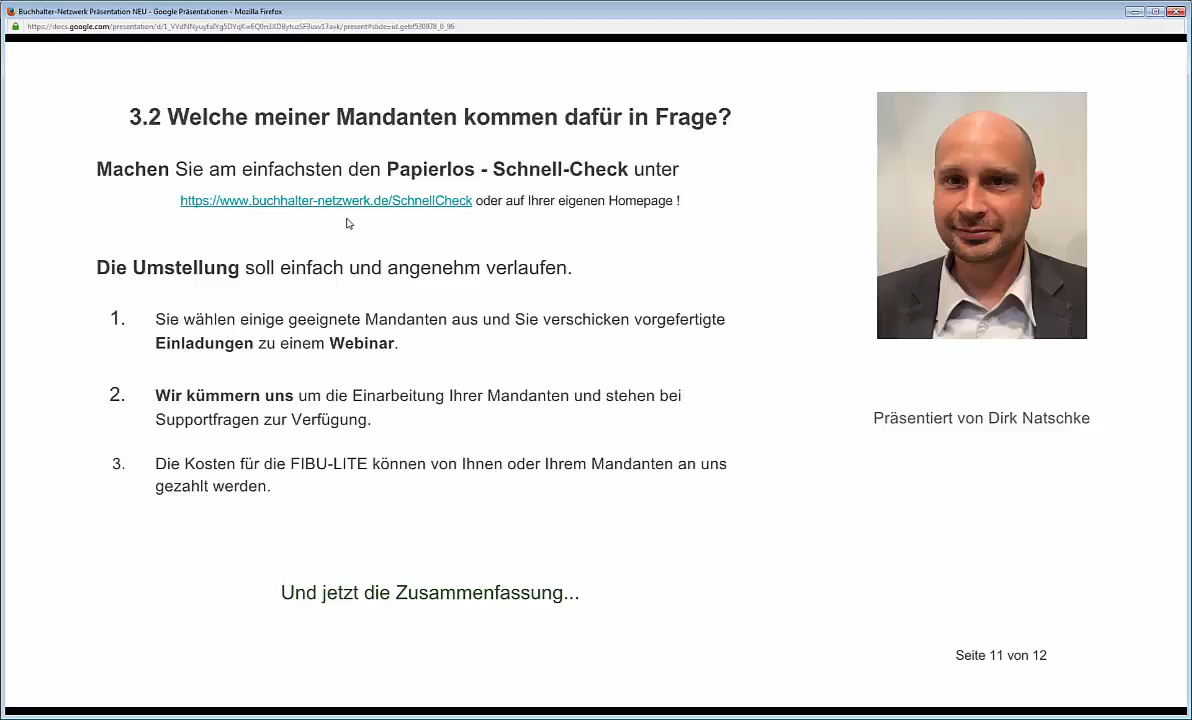 Buchhalter-Netzwerk Präsentation NEU - Google Präsentationen - Mozilla Firefox
3.2 Welche meiner Mandanten kommen dafür in Frage?
Machen Sie am einfachsten den Papierlos - Schnell-Check unter
https://www.buchhalter-netzwerk.de/SchnellCheck oder auf Ihrer eigenen Homepage !
Die Umstellung soll einfach und angenehm verlaufen.
1. Sie wählen einige geeignete Mandanten aus und Sie verschicken vorgefertigte
Einladungen zu einem Webinar.
2. Wir kümmern uns um die Einarbeitung Ihrer Mandanten und stehen bei
Supportfragen zur Verfügung.
3. Die Kosten für die FIBU-LITE können von Ihnen oder Ihrem Mandanten an uns
gezahlt werden.
Präsentiert von Dirk Natschke
Und jetzt die Zusammenfassung...
Seite 11 von 12